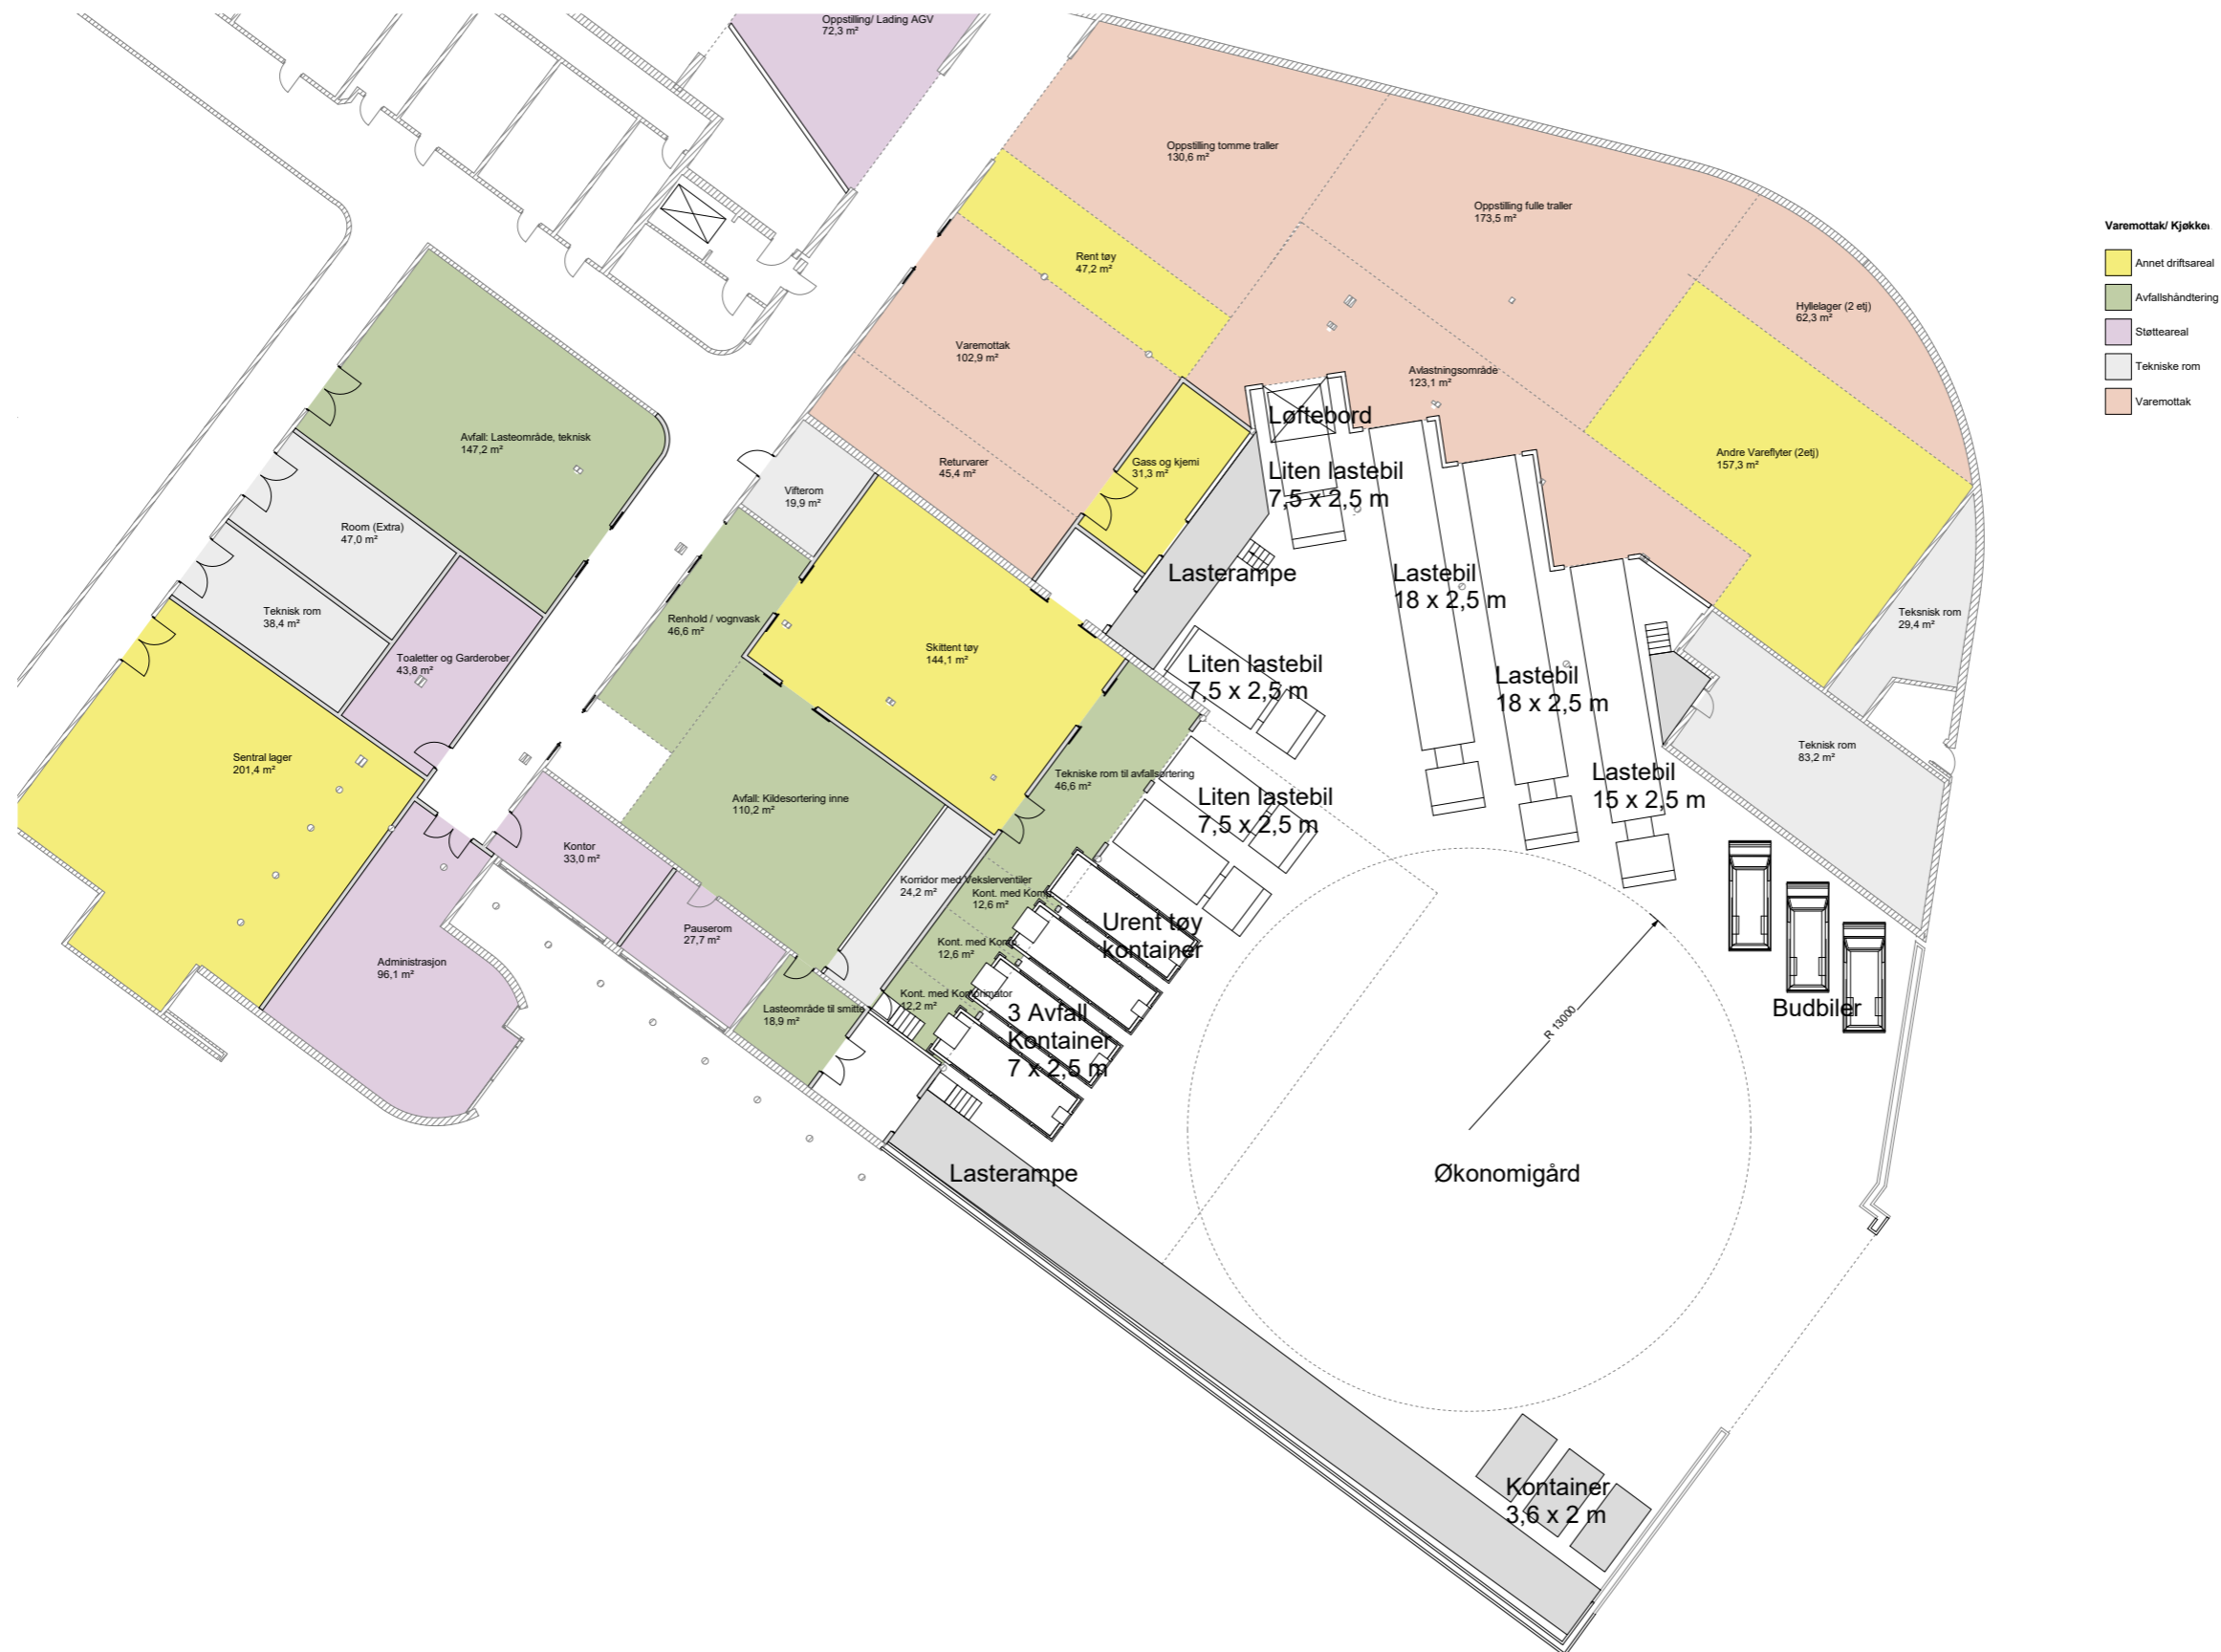 Oppstilling/ Lading AGV
72,3 m²
Oppstilling tomme traller
130,6 m²
Oppstilling fulle traller
173,5 m²
Rent tøy
47,2 m²
Varemottak
102,9 m²
Hyllelager (2 etj)
62,3 m²
Avlastningsområde
123,1 m²
Løftebord
Andre Vareflyter (2etj)
157,3 m²
Avfall: Lasteområde, teknisk
147,2 m²
Returvarer
45,4 m²
Gass og kjemi
31,3 m²
Liten lastebil
7,5 x 2,5 m
Vifterom
19,9 m²
Room (Extra)
47,0 m²
Lasterampe
Lastebil
18 x 2,5 m
Teknisk rom
38,4 m²
Renhold / vognvask
46,6 m²
Teksnisk rom
29,4 m²
Toaletter og Garderober
43,8 m²
Skittent tøy
144,1 m²
Liten lastebil
7,5 x 2,5 m
Lastebil
18 x 2,5 m
Sentral lager
201,4 m²
Tekniske rom til avfallsortering
46,6 m²
Teknisk rom
83,2 m²
Lastebil
15 x 2,5 m
Avfall: Kildesortering inne
110,2 m²
Liten lastebil
7,5 x 2,5 m
Kontor
33,0 m²
Korridor med Vekslerventiler
24,2 m²
Kont. med Komp
12,6 m²
Pauserom
27,7 m²
Urent tøy
kontainer
Kont. med Komp
12,6 m²
Administrasjon
96,1 m²
Kont. med Komprimator
12,2 m²
Lasteområde til smitte
18,9 m²
3 Avfall
Kontainer
7 x 2,5 m
Budbiler
R 13000
Lasterampe
Økonomigård
Kontainer
3,6 x 2 m
Varemottak/ Kjøkken
Annet driftsareal
Avfallshåndtering
Støtteareal
Tekniske rom
Varemottak